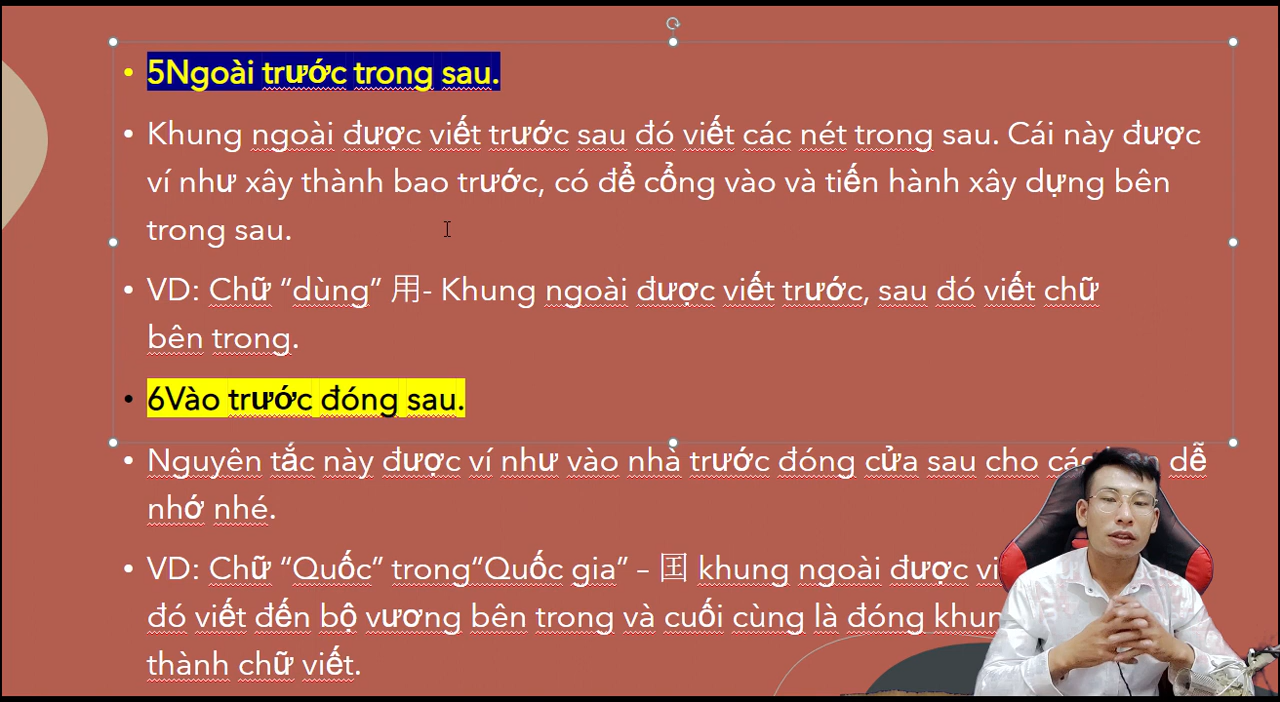 5Ngoài trước trong sau.
Khung ngoài được viết trước sau đó viết các nét trong sau. Cái này được
ví như xây thành bao trước, có để cổng vào và tiến hành xây dựng bên
trong sau.
VD: Chữ “dùng” 用- Khung ngoài được viết trước, sau đó viết chữ
bên trong.
6Vào trước đóng sau.
Nguyên tắc này được ví như vào nhà trước đóng cửa sau cho dễ
nhớ nhé.
VD: Chữ “Quốc” trong“Quốc gia” – 囯 khung ngoài được
đó viết đến bộ vương bên trong và cuối cùng là đóng
thành chữ viết.